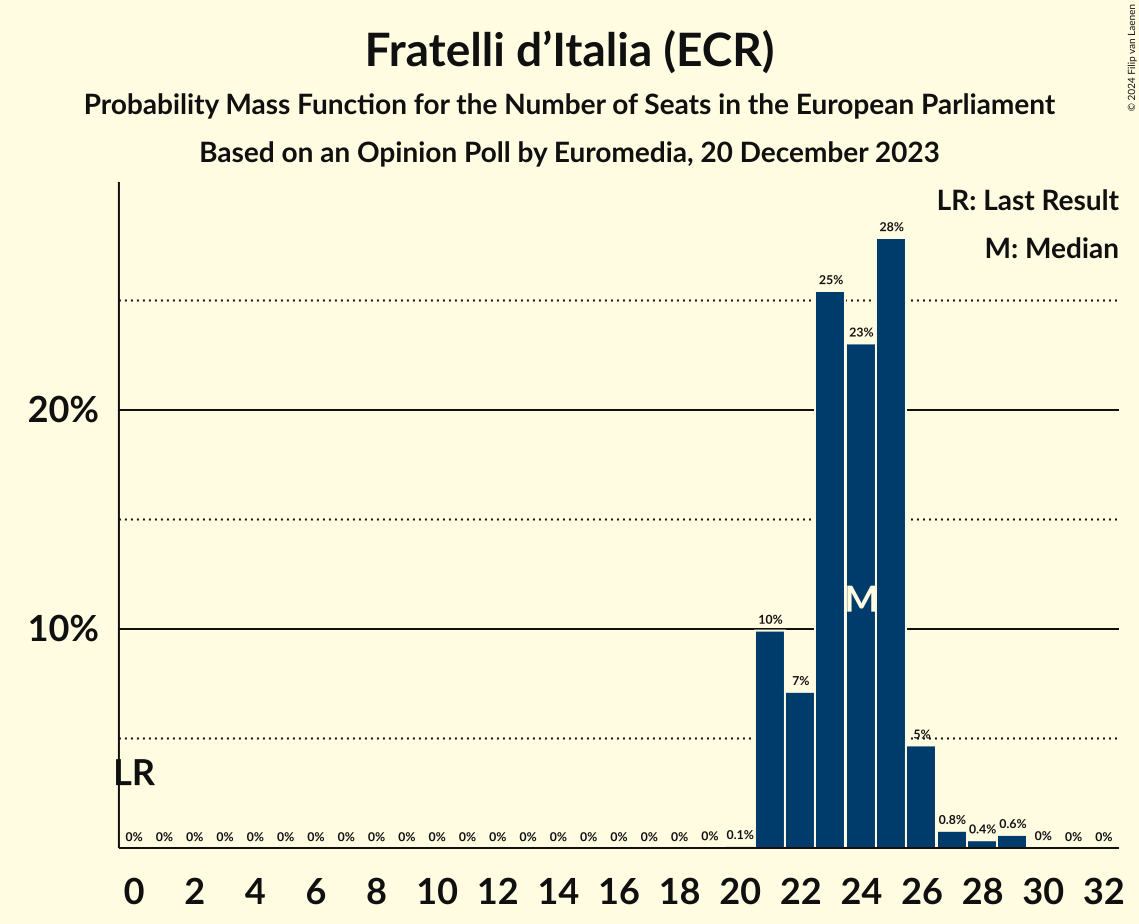 Fratelli d’Italia (ECR)
Probability Mass Function for the Number of Seats in the European Parliament
Based on an Opinion Poll by Euromedia, 20 December 2023
© 2024 Filip van Laenen
LR: Last Result
M: Median
28%
25%
23%
20%
M
10%
10%
7%
5%
LR
0% 0% 0% 0% 0% 0% 0% 0% 0% 0% 0% 0% 0% 0% 0% 0% 0% 0% 0% 0% 0.1% 0.8% 0.4% 0.6% 0% 0% 0%
0 2 4 6 8 10 12 14 16 18 20 22 24 26 28 30 32